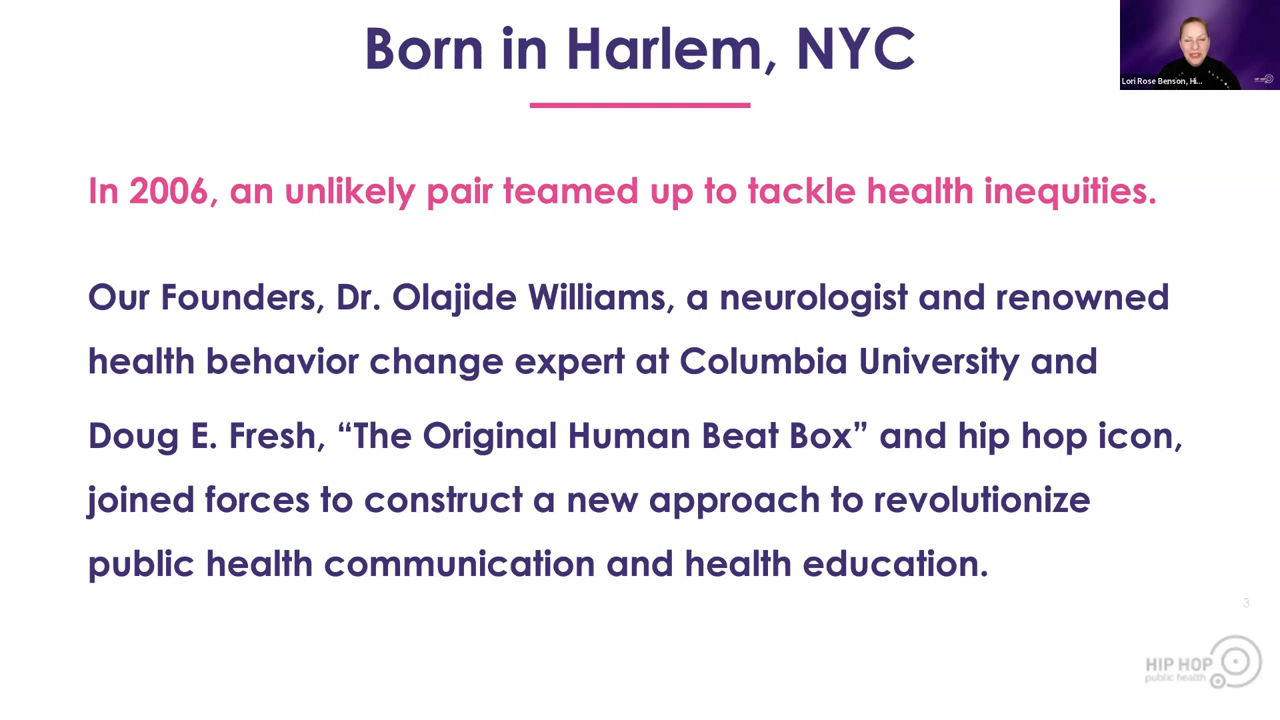 Born in Harlem, NYC
Lori Rose Benson, Hi...
HIP HOP
In 2006, an unlikely pair teamed up to tackle health inequities.
Our Founders, Dr. Olajide Williams, a neurologist and renowned
health behavior change expert at Columbia University and
Doug E. Fresh, “The Original Human Beat Box” and hip hop icon,
joined forces to construct a new approach to revolutionize
public health communication and health education.
3
HIP HOP
public health